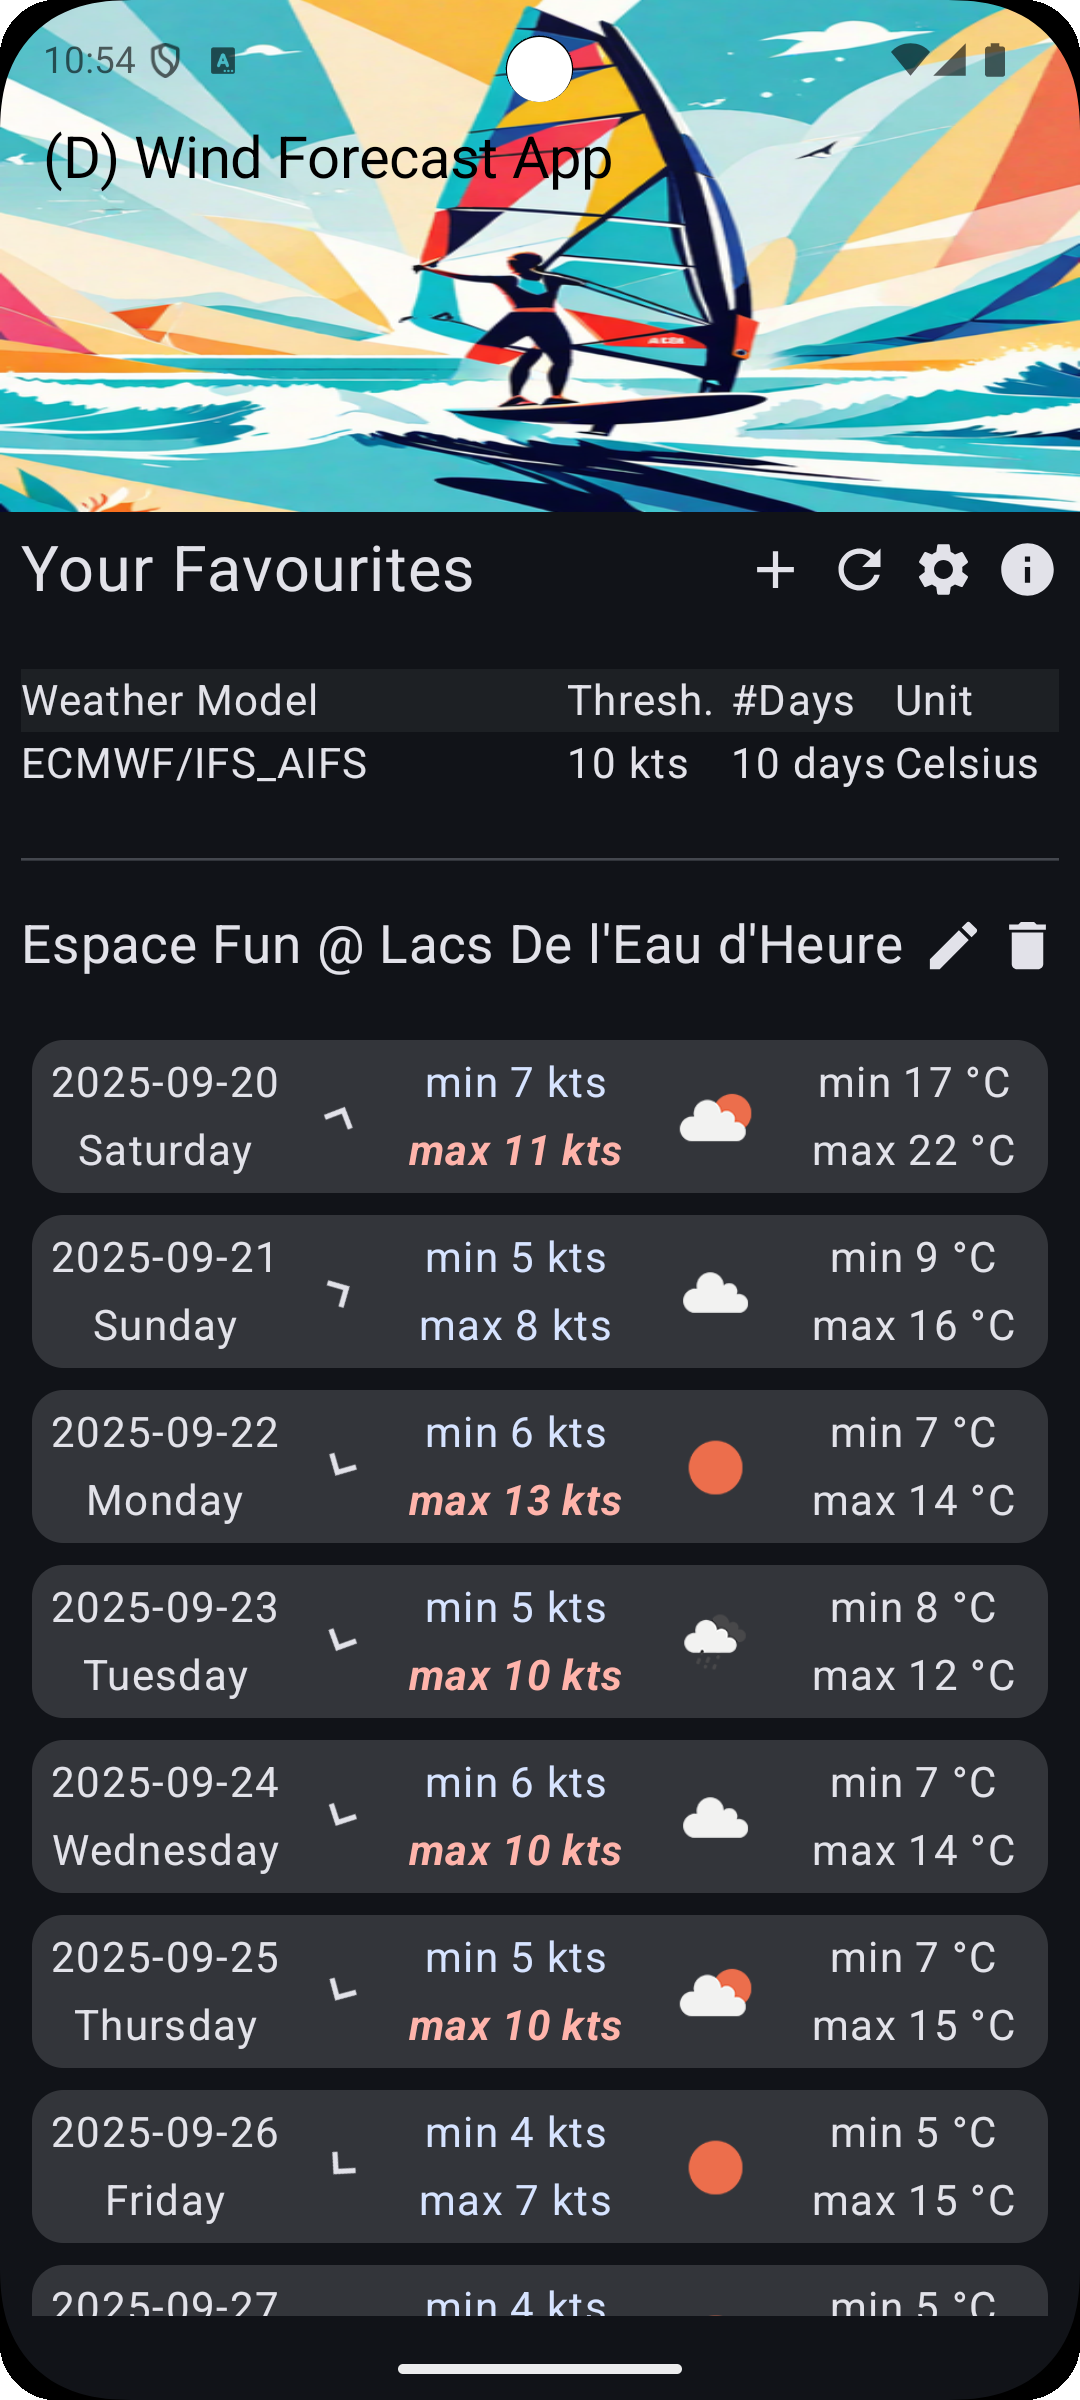 10:54
(D) Wind Forecast App
Your Favourites
Weather Model Thresh. #Days Unit
ECMWF/IFS_AIFS 10 kts 10 days Celsius
Espace Fun @ Lacs De l'Eau d'Heure
2025-09-20 min 7 kts min 17 °C
Saturday max 11 kts max 22 °C
2025-09-21 min 5 kts min 9 °C
Sunday max 8 kts max 16 °C
2025-09-22 min 6 kts min 7 °C
Monday max 13 kts max 14 °C
2025-09-23 min 5 kts min 8 °C
Tuesday max 10 kts max 12 °C
2025-09-24 min 6 kts min 7 °C
Wednesday max 10 kts max 14 °C
2025-09-25 min 5 kts min 7 °C
Thursday max 10 kts max 15 °C
2025-09-26 min 4 kts min 5 °C
Friday max 7 kts max 15 °C
2025-09-27 min 4 kts min 5 °C